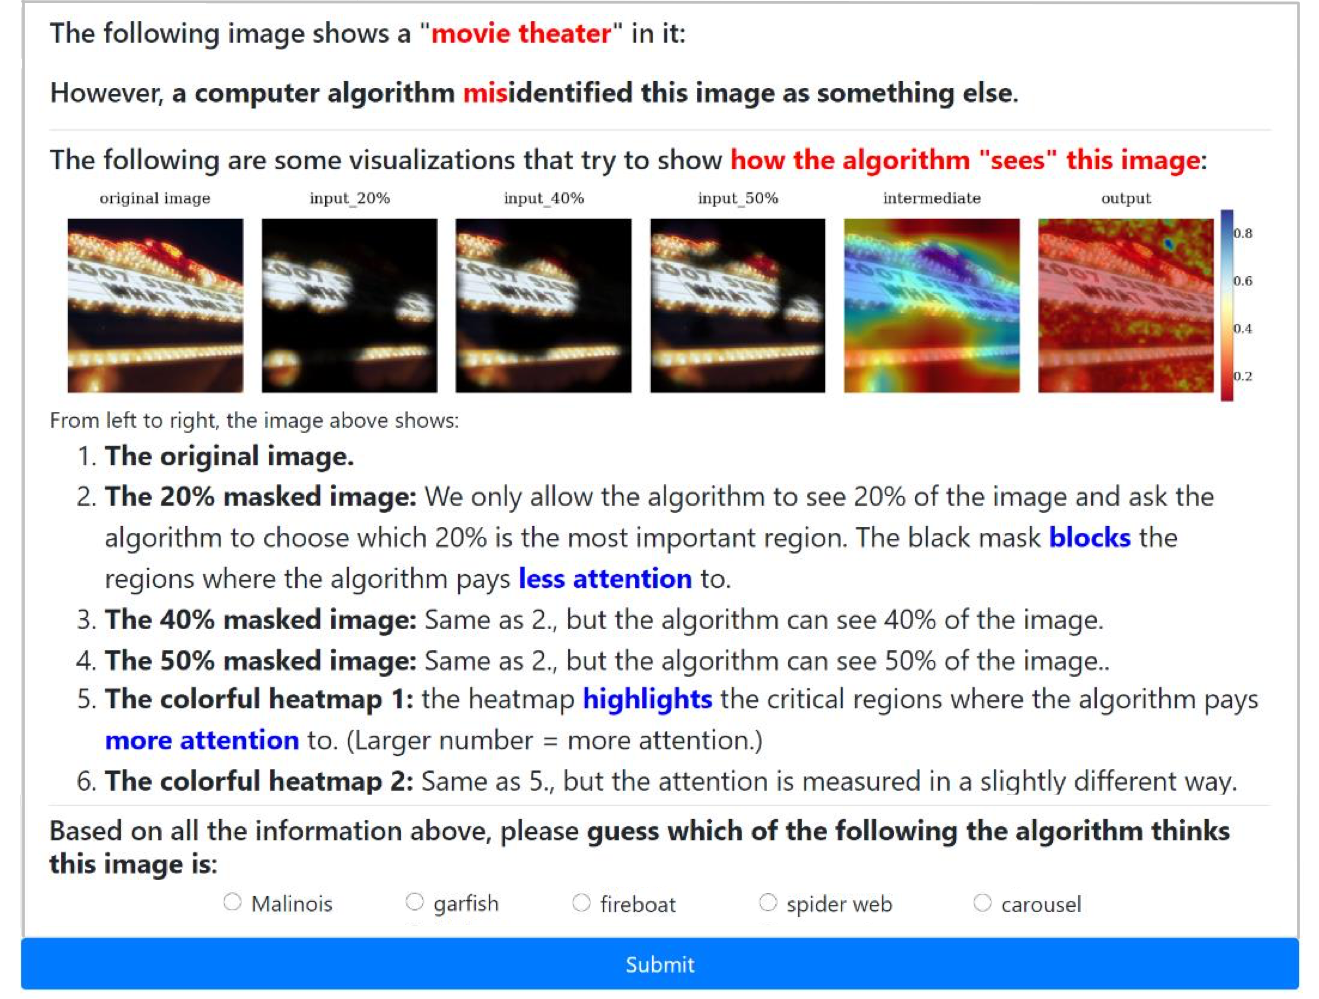 The following image shows a "movie theater" in it:
However, a computer algorithm misidentified this image as something else.
The following are some visualizations that try to show how the algorithm "sees" this image:
original image input_20% input_40% input_50% intermediate output
0.8
0.6
0.4
0.2
From left to right, the image above shows:
1. The original image.
2. The 20% masked image: We only allow the algorithm to see 20% of the image and ask the
algorithm to choose which 20% is the most important region. The black mask blocks the
regions where the algorithm pays less attention to.
3. The 40% masked image: Same as 2., but the algorithm can see 40% of the image.
4. The 50% masked image: Same as 2., but the algorithm can see 50% of the image..
5. The colorful heatmap 1: the heatmap highlights the critical regions where the algorithm pays
more attention to. (Larger number = more attention.)
6. The colorful heatmap 2: Same as 5., but the attention is measured in a slightly different way.
Based on all the information above, please guess which of the following the algorithm thinks
this image is:
Malinois garfish fireboat spider web carousel
Submit